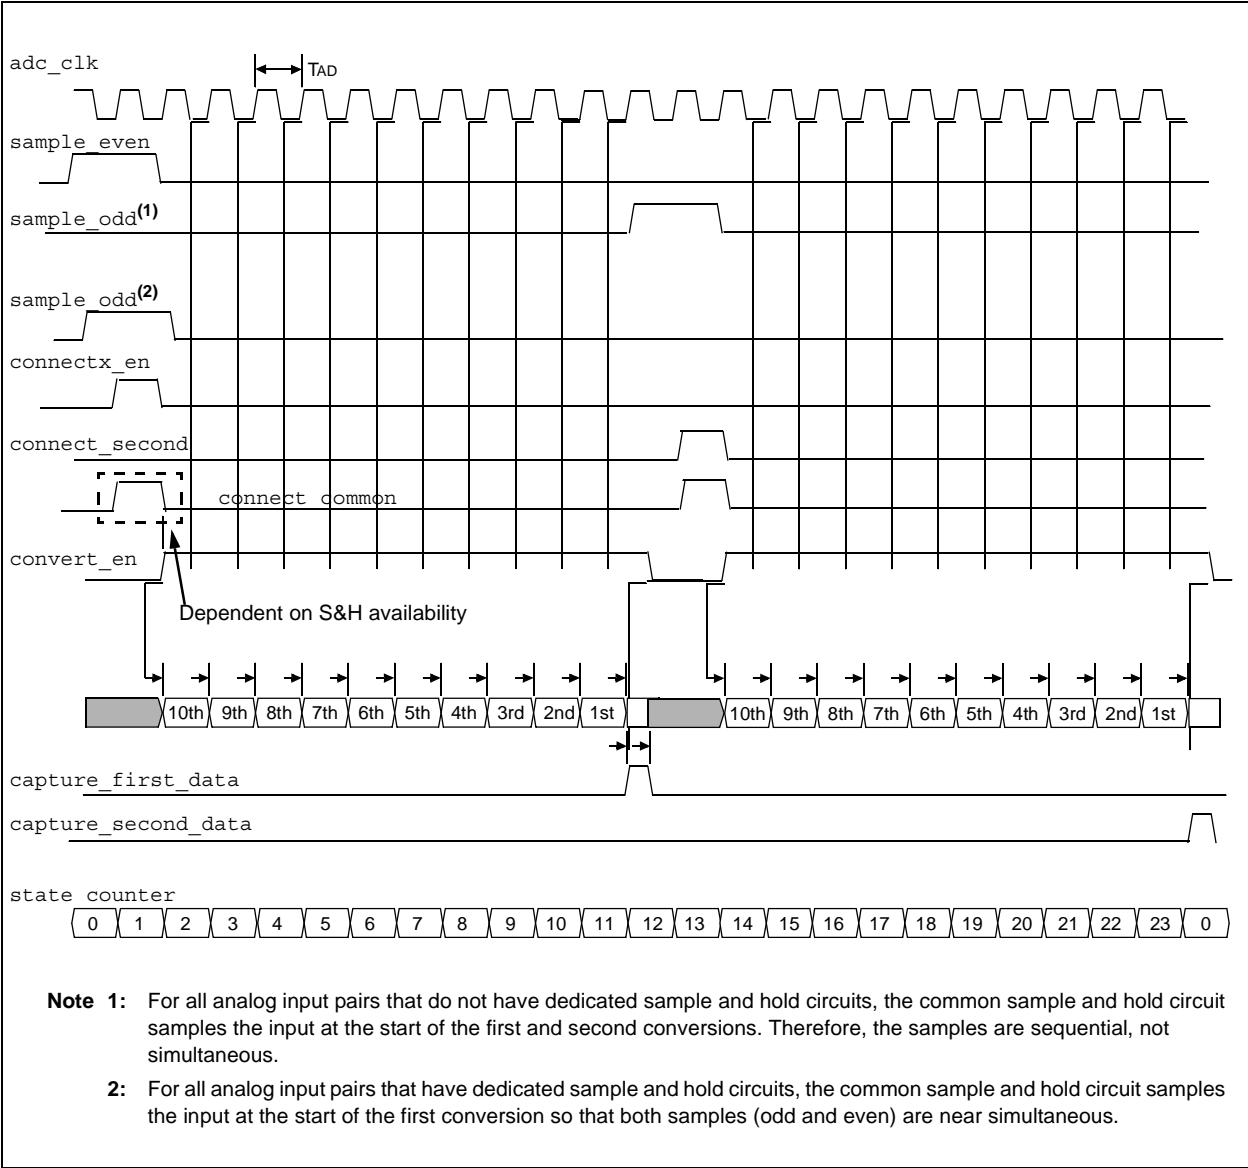 adc_clk
TAD
sample_even
sample_odd(1)
sample_odd(2)
connectx_en
connect_second
connect_common
convert_en
Dependent on S&H availability
10th 9th 8th 7th 6th 5th 4th 3rd 2nd 1st 10th 9th 8th 7th 6th 5th 4th 3rd 2nd 1st
capture_first_data
capture_second_data
state counter
0 1 2 3 4 5 6 7 8 9 10 11 12 13 14 15 16 17 18 19 20 21 22 23 0
Note 1: For all analog input pairs that do not have dedicated sample and hold circuits, the common sample and hold circuit
samples the input at the start of the first and second conversions. Therefore, the samples are sequential, not
simultaneous.
2: For all analog input pairs that have dedicated sample and hold circuits, the common sample and hold circuit samples
the input at the start of the first conversion so that both samples (odd and even) are near simultaneous.